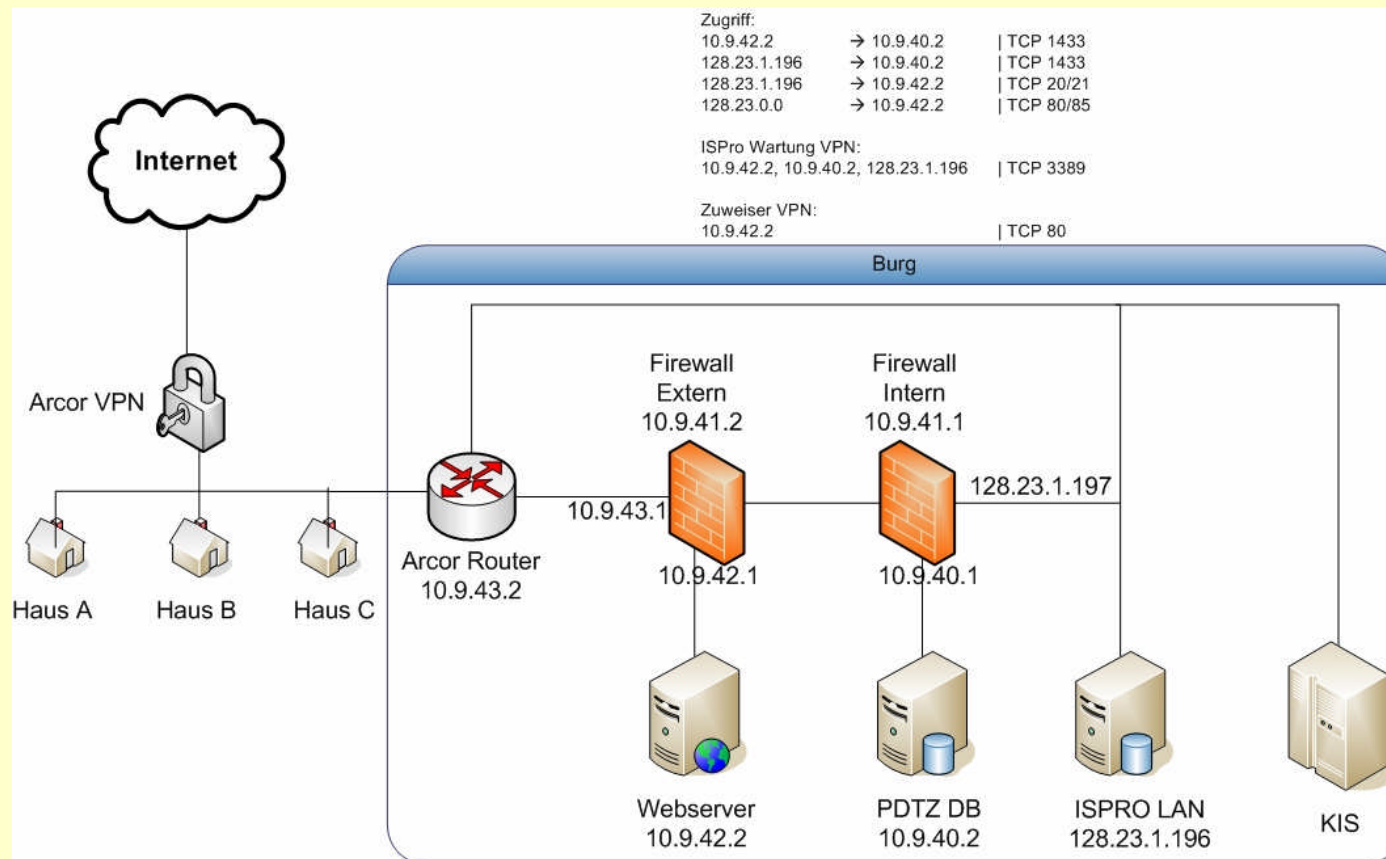 Zugriff:
10.9.42.2 → 10.9.40.2 | TCP 1433
128.23.1.196 → 10.9.40.2 | TCP 1433
128.23.1.196 → 10.9.42.2 | TCP 20/21
128.23.0.0 → 10.9.42.2 | TCP 80/85
ISPro Wartung VPN:
10.9.42.2, 10.9.40.2, 128.23.1.196 | TCP 3389
Zuweiser VPN:
10.9.42.2 | TCP 80
Internet
Burg
Arcor VPN
Firewall
Extern
10.9.41.2
Firewall
Intern
10.9.41.1
128.23.1.197
10.9.43.1
Arcor Router
10.9.43.2
10.9.42.1
10.9.40.1
Haus A
Haus B
Haus C
Webserver
10.9.42.2
PDTZ DB
10.9.40.2
ISPRO LAN
128.23.1.196
KIS